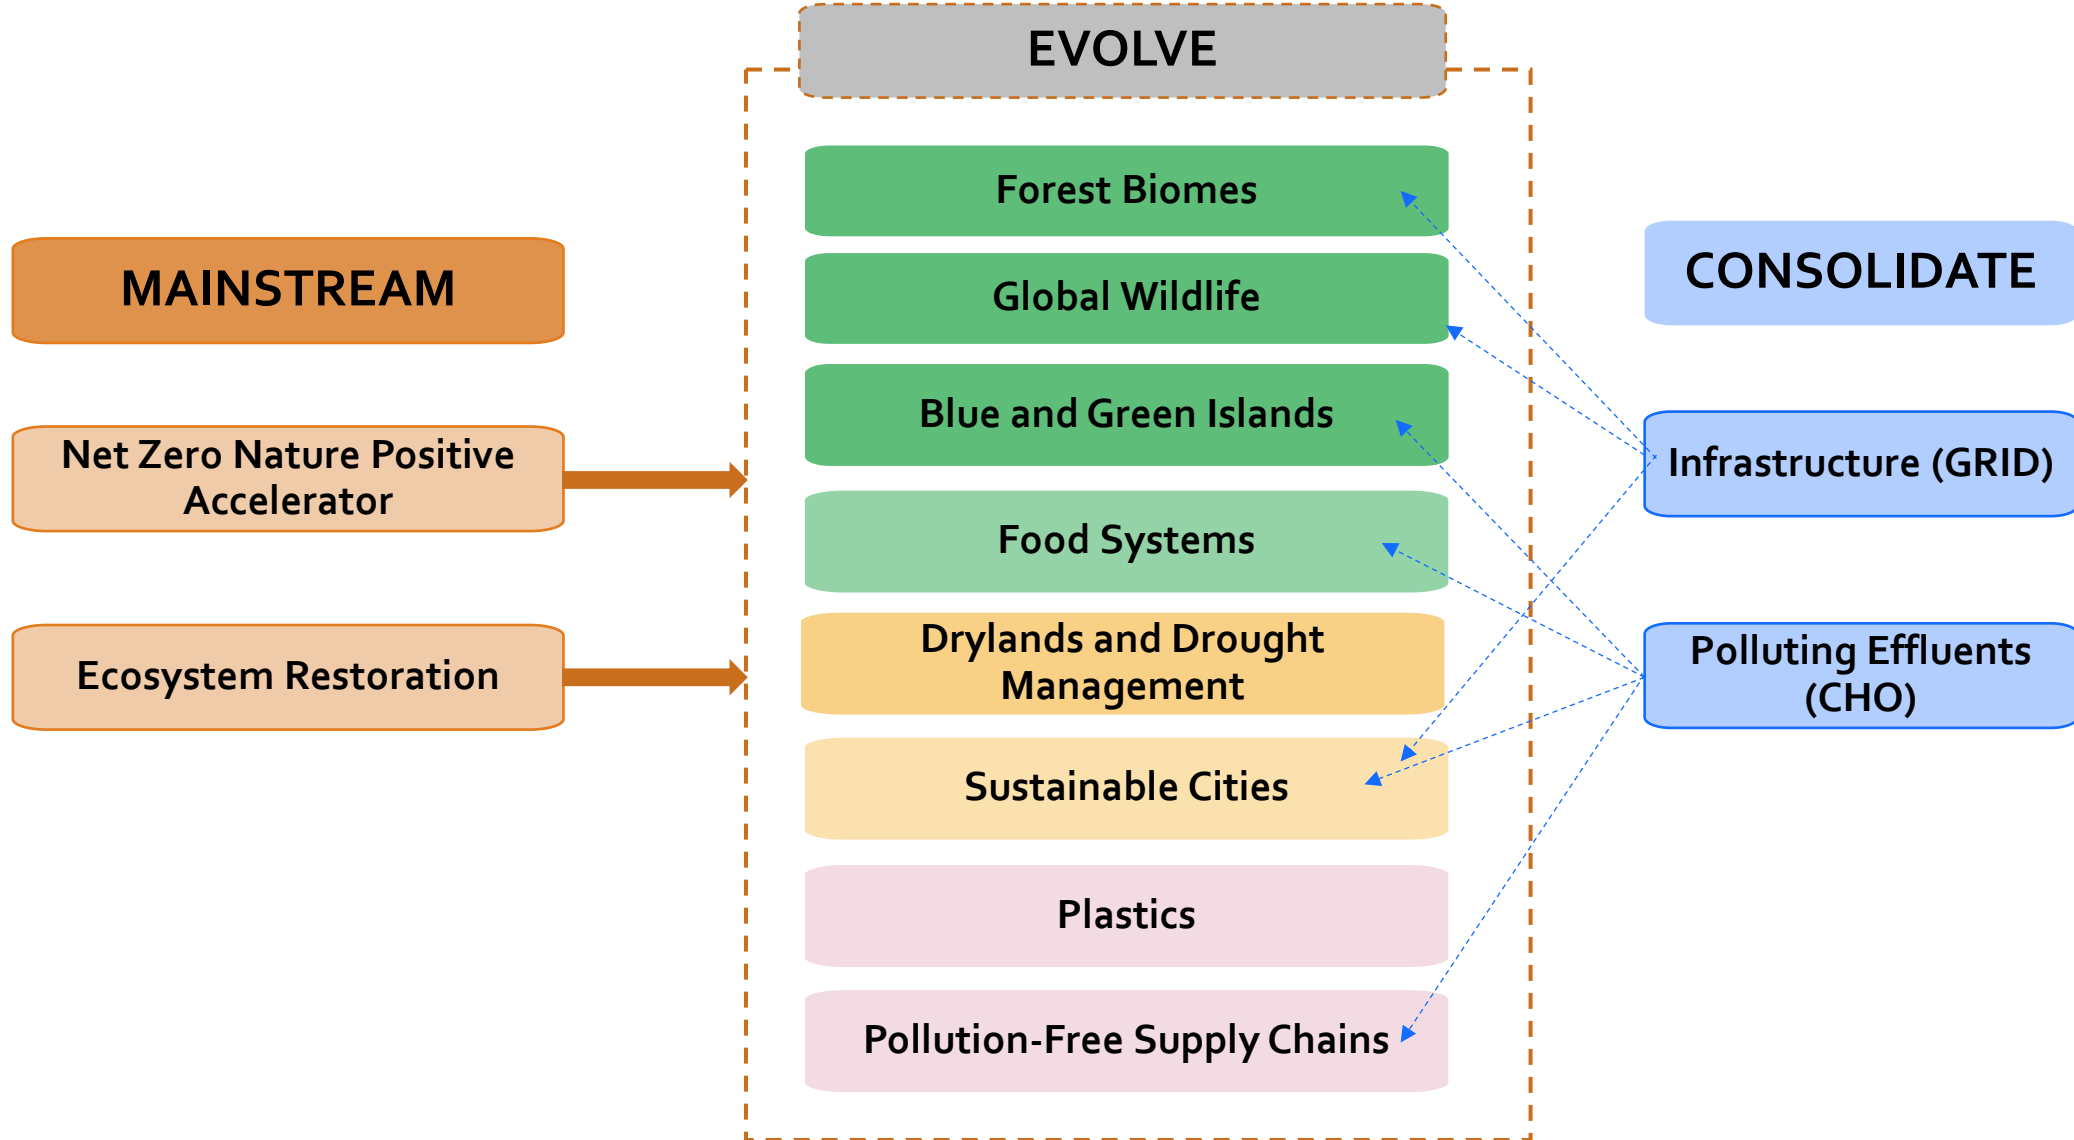 EVOLVE
MAINSTREAM
Net Zero Nature Positive
Accelerator
Ecosystem Restoration
Forest Biomes
Global Wildlife
Blue and Green Islands
Food Systems
Drylands and Drought
Management
Sustainable Cities
Plastics
Pollution-Free Supply Chains
CONSOLIDATE
Infrastructure (GRID)
Polluting Effluents
(CHO)